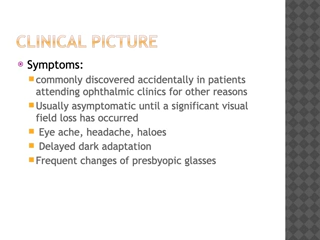 CLINICAL PICTURE
Symptoms:
commonly discovered accidentally in patients
attending ophthalmic clinics for other reasons
Usually asymptomatic until a significant visual
field loss has occurred
Eye ache, headache, haloes
Delayed dark adaptation
Frequent changes of presbyopic glasses